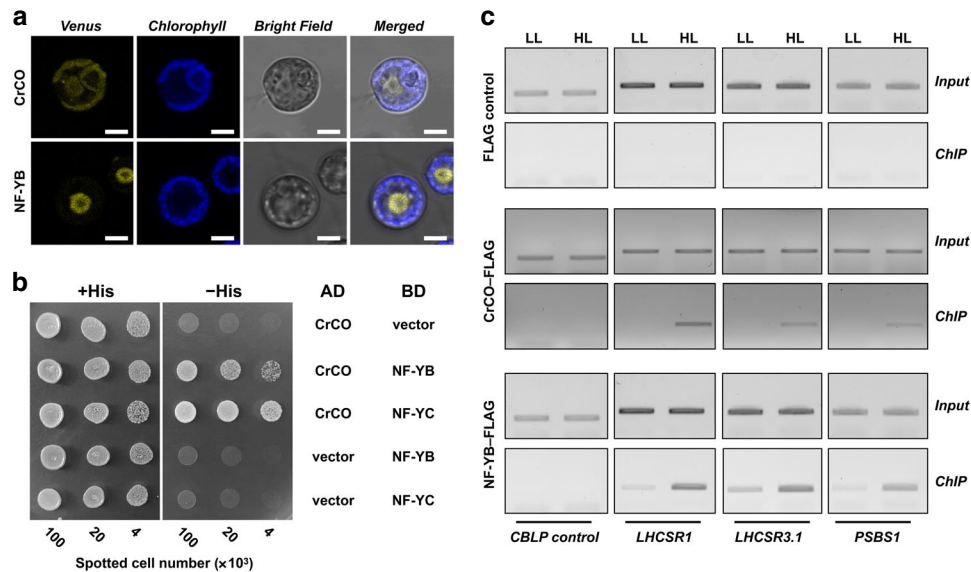 a
Venus Chlorophyll Bright Field Merged
CrCO
NF-YB
b
+His −His AD BD
CrCO vector
CrCO NF-YB
CrCO NF-YC
vector NF-YB
vector NF-YC
100 20 4 100 20 4
Spotted cell number (×10³)
c
LL HL LL HL LL HL LL HL
FLAG control
Input
ChIP
CrCO–FLAG
Input
ChIP
NF-YB–FLAG
Input
ChIP
CBLP control LHCSR1 LHCSR3.1 PSBS1